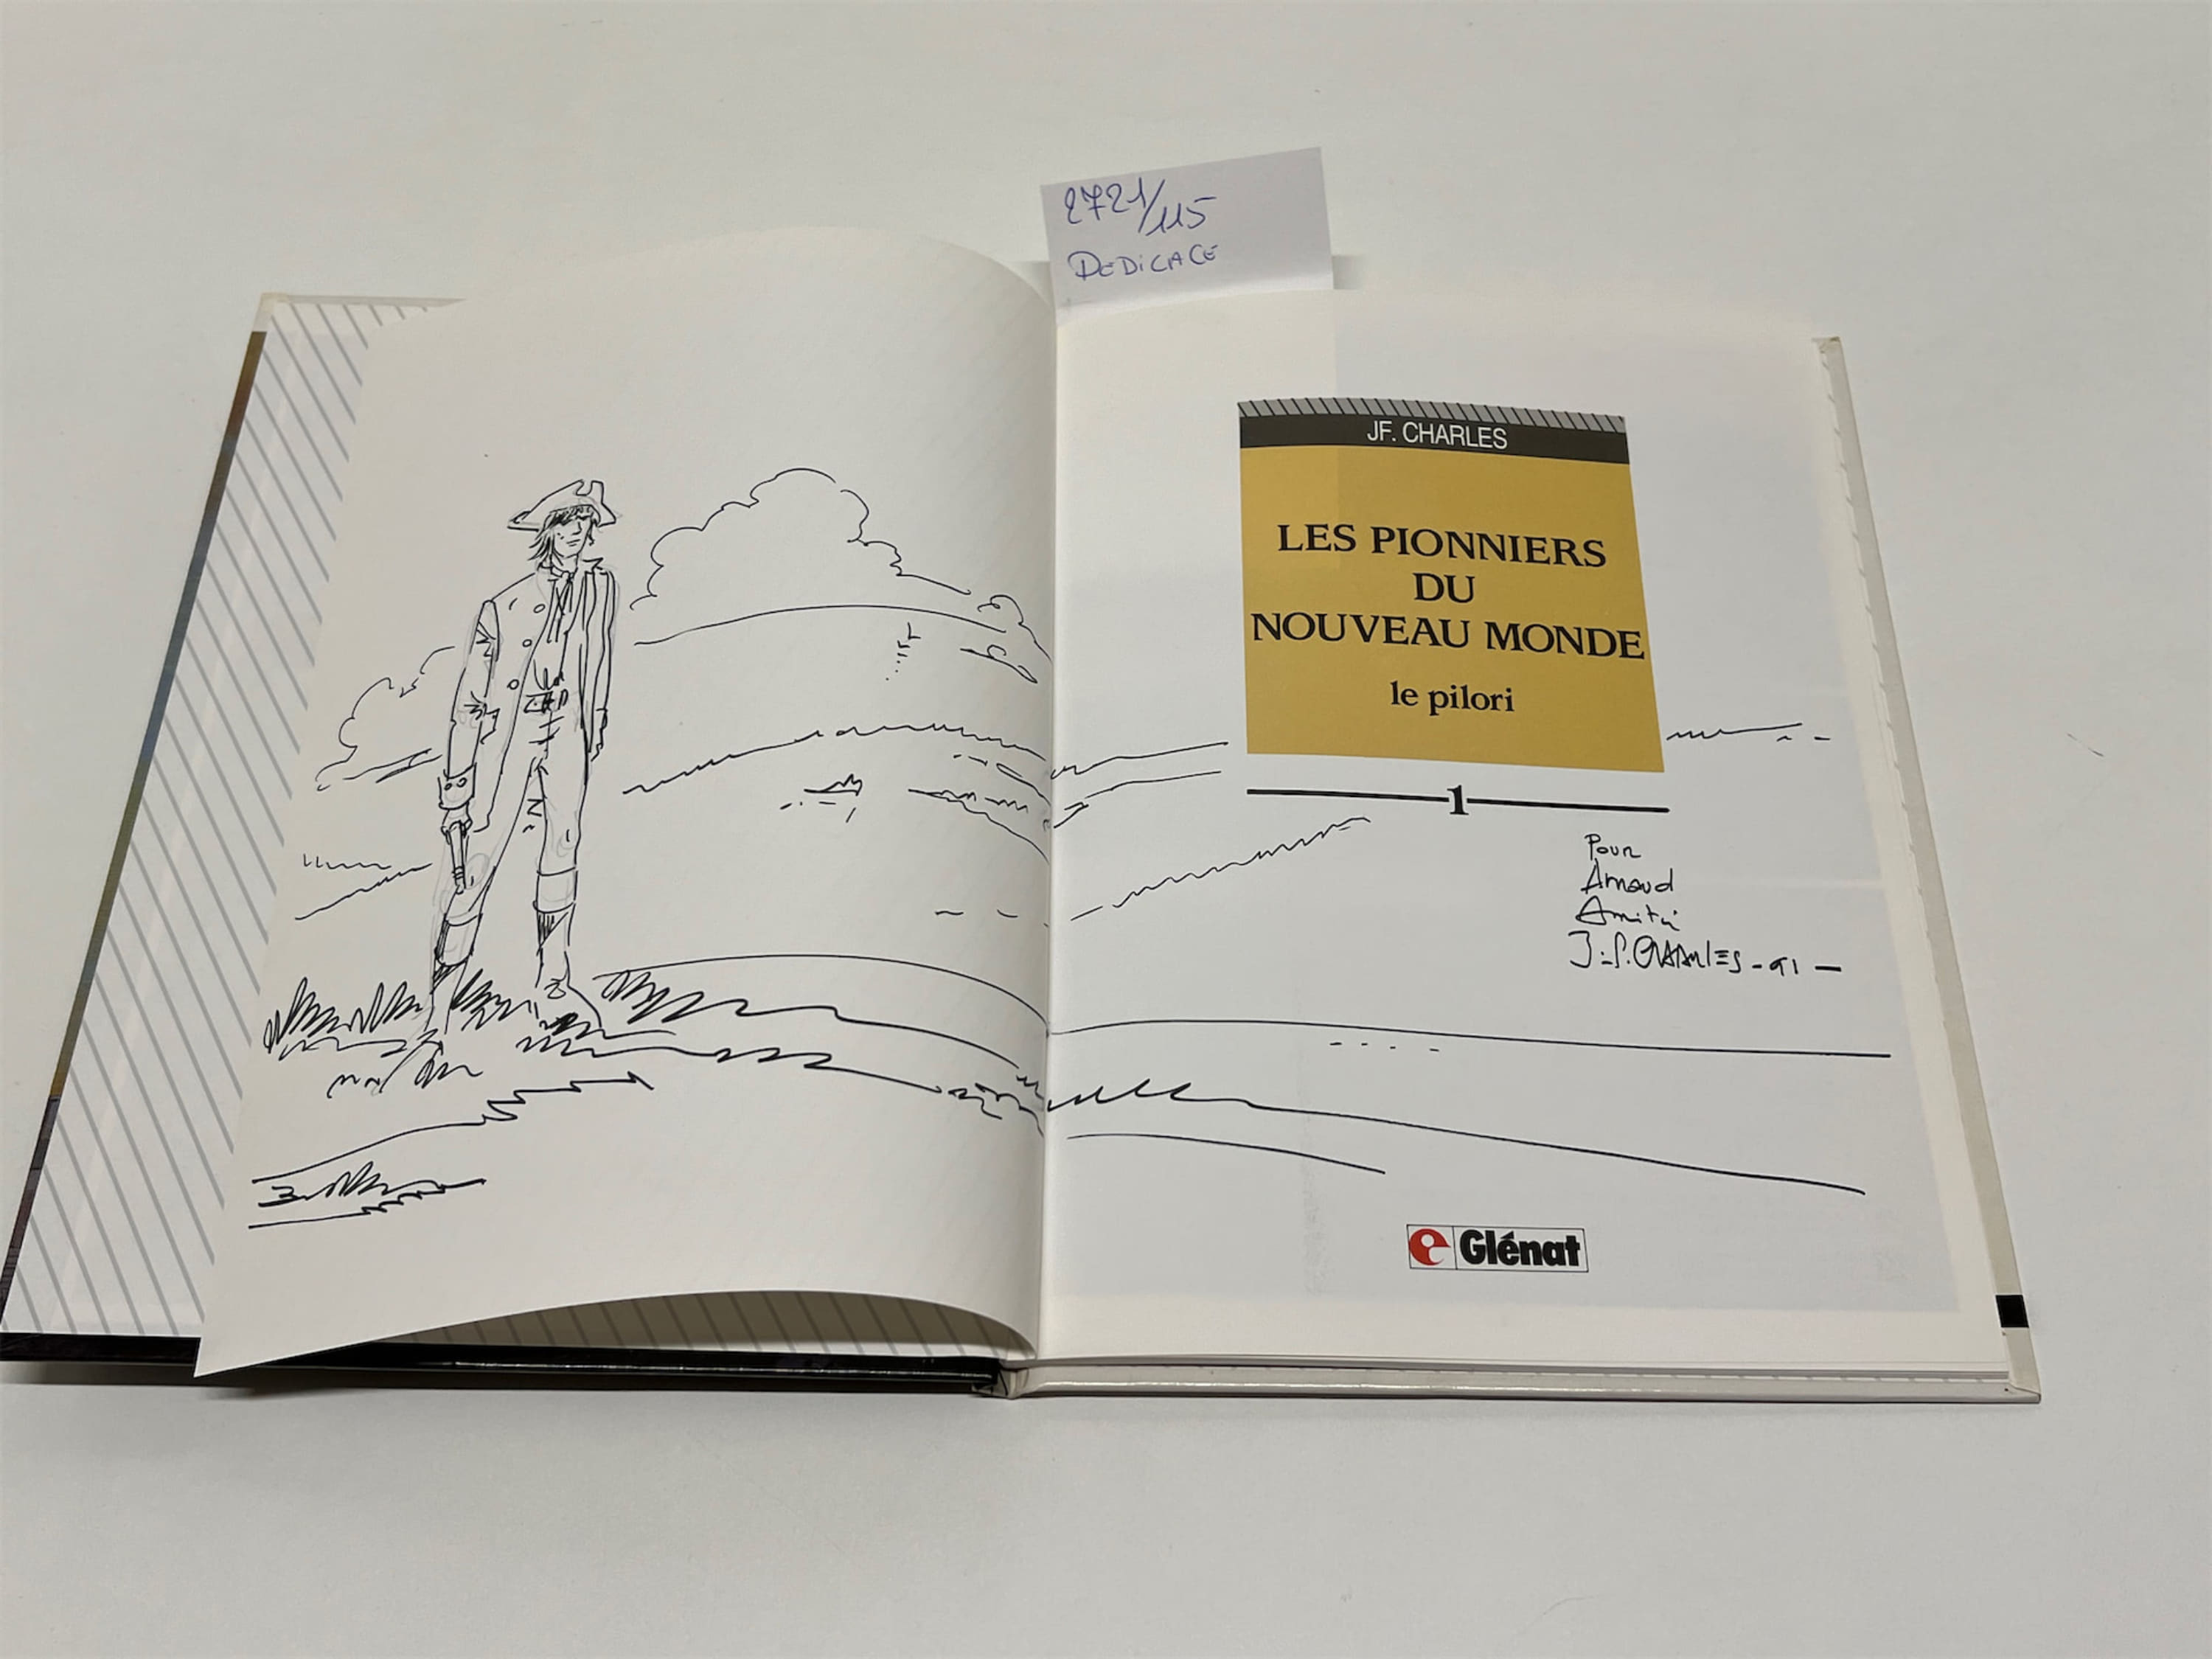 2721/115
DEDICACE
JF. CHARLES
LES PIONNIERS
DU
NOUVEAU MONDE
le pilori
1
Pour
Arnaud
Amitié
J.F. CHARLES - 91 -
Glénat